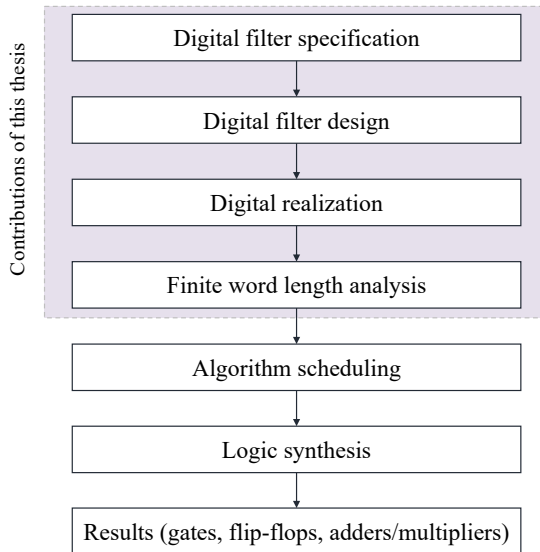 Contributions of this thesis
Digital filter specification
Digital filter design
Digital realization
Finite word length analysis
Algorithm scheduling
Logic synthesis
Results (gates, flip-flops, adders/multipliers)